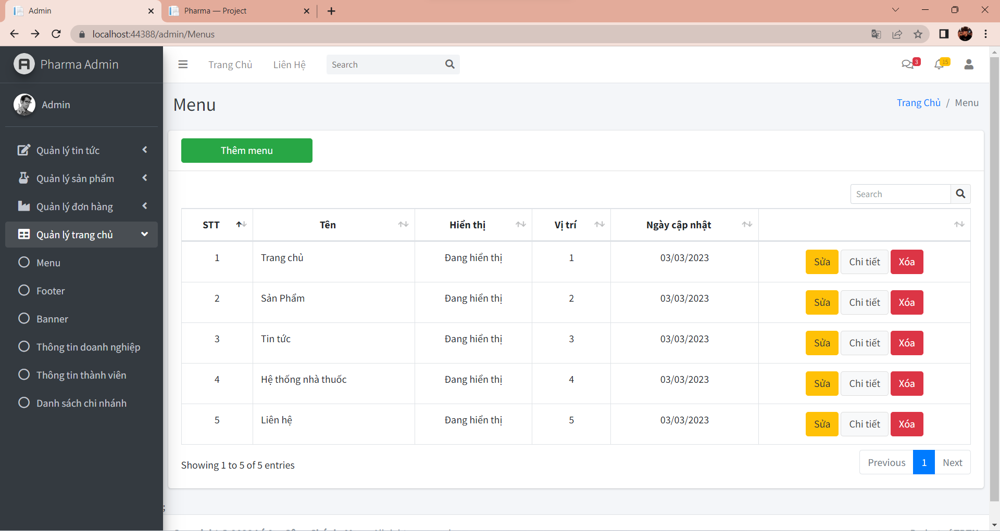 Admin
Pharma — Project
localhost:44388/admin/Menus
Pharma Admin
Trang Chủ
Liên Hệ
Search
3
15
Admin
Menu
Trang Chủ / Menu
Quản lý tin tức
Quản lý sản phẩm
Quản lý đơn hàng
Quản lý trang chủ
Menu
Footer
Banner
Thông tin doanh nghiệp
Thông tin thành viên
Danh sách chi nhánh
Thêm menu
Search
STT Tên Hiển thị Vị trí Ngày cập nhật
1 Trang chủ Đang hiển thị 1 03/03/2023 Sửa Chi tiết Xóa
2 Sản Phẩm Đang hiển thị 2 03/03/2023 Sửa Chi tiết Xóa
3 Tin tức Đang hiển thị 3 03/03/2023 Sửa Chi tiết Xóa
4 Hệ thống nhà thuốc Đang hiển thị 4 03/03/2023 Sửa Chi tiết Xóa
5 Liên hệ Đang hiển thị 5 03/03/2023 Sửa Chi tiết Xóa
Showing 1 to 5 of 5 entries
Previous 1 Next
;